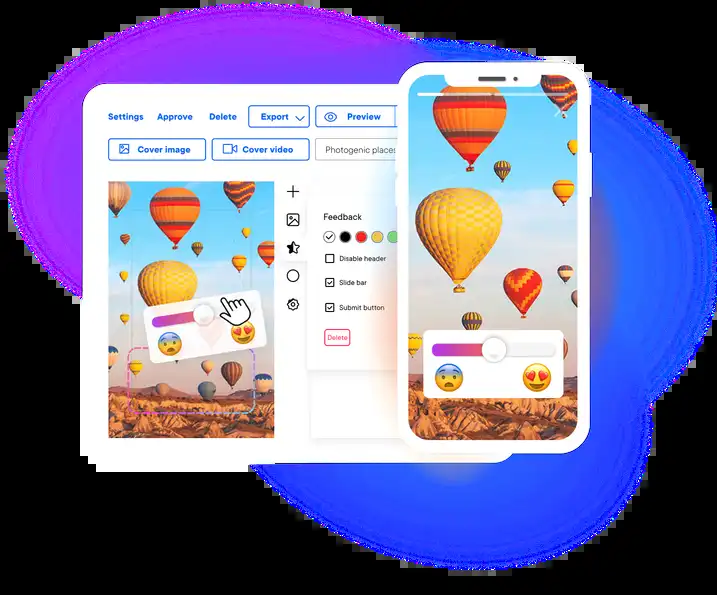 Settings Approve Delete Export Preview
Cover image Cover video Photogenic places
Feedback
Disable header
Slide bar
Submit button
Delete